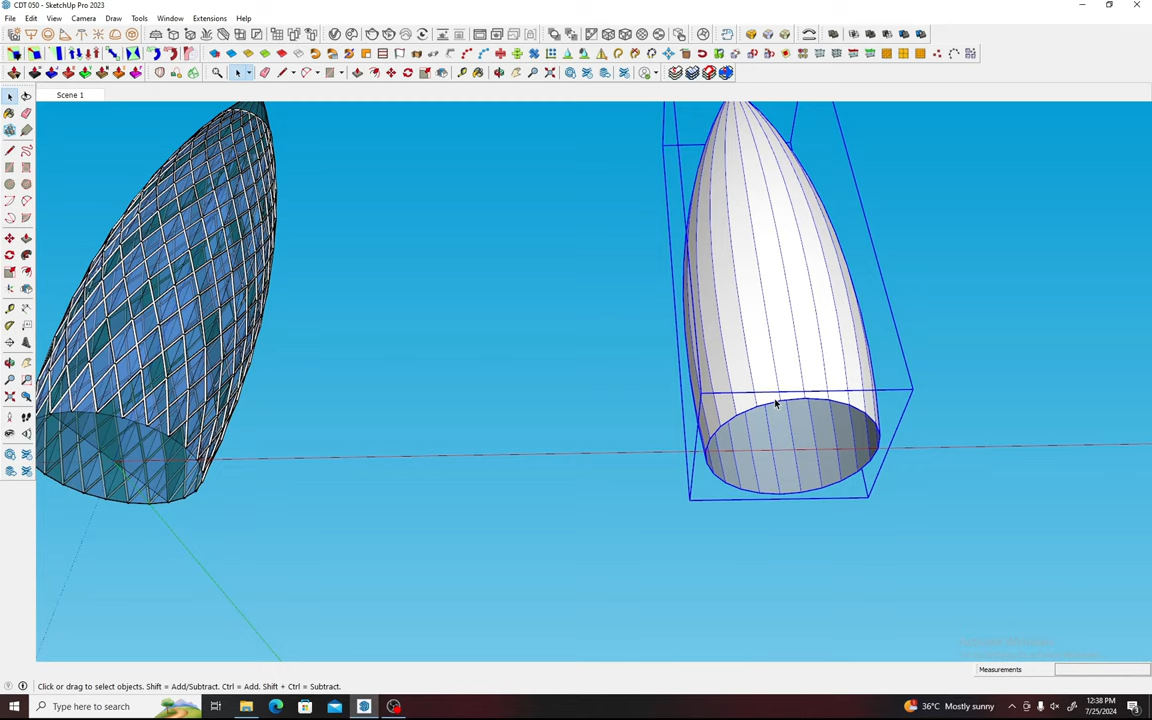 CDT 050 - SketchUp Pro 2023
File Edit View Camera Draw Tools Window Extensions Help
Scene 1
Measurements
Click or drag to select objects. Shift = Add/Subtract. Ctrl = Add. Shift + Ctrl = Subtract.
Type here to search
36°C Mostly sunny
12:38 PM
7/25/2024